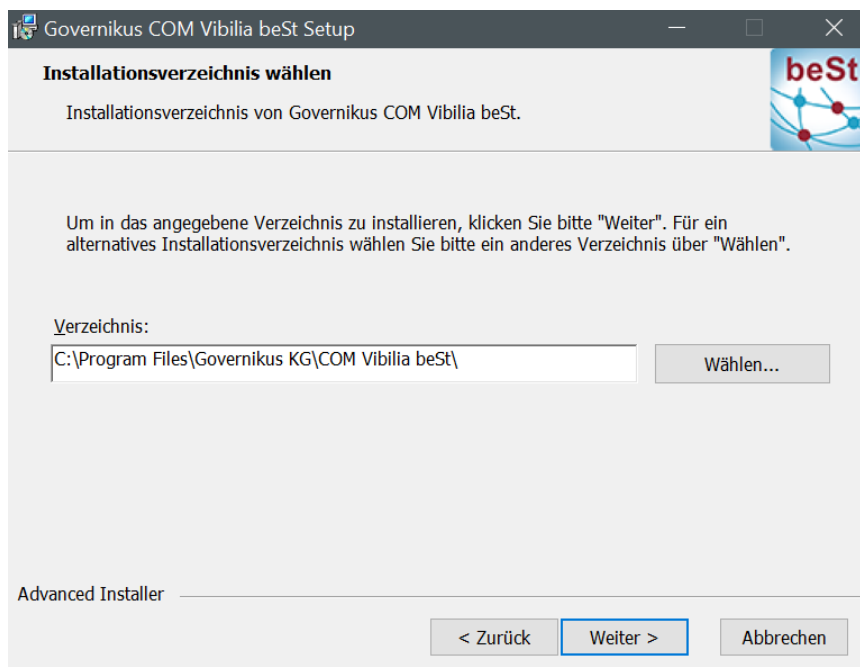 Governikus COM Vibilia beSt Setup
Installationsverzeichnis wählen
beSt
Installationsverzeichnis von Governikus COM Vibilia beSt.
Um in das angegebene Verzeichnis zu installieren, klicken Sie bitte "Weiter". Für ein
alternatives Installationsverzeichnis wählen Sie bitte ein anderes Verzeichnis über "Wählen".
Verzeichnis:
C:\Program Files\Governikus KG\COM Vibilia beSt\
Wählen...
Advanced Installer
< Zurück
Weiter >
Abbrechen